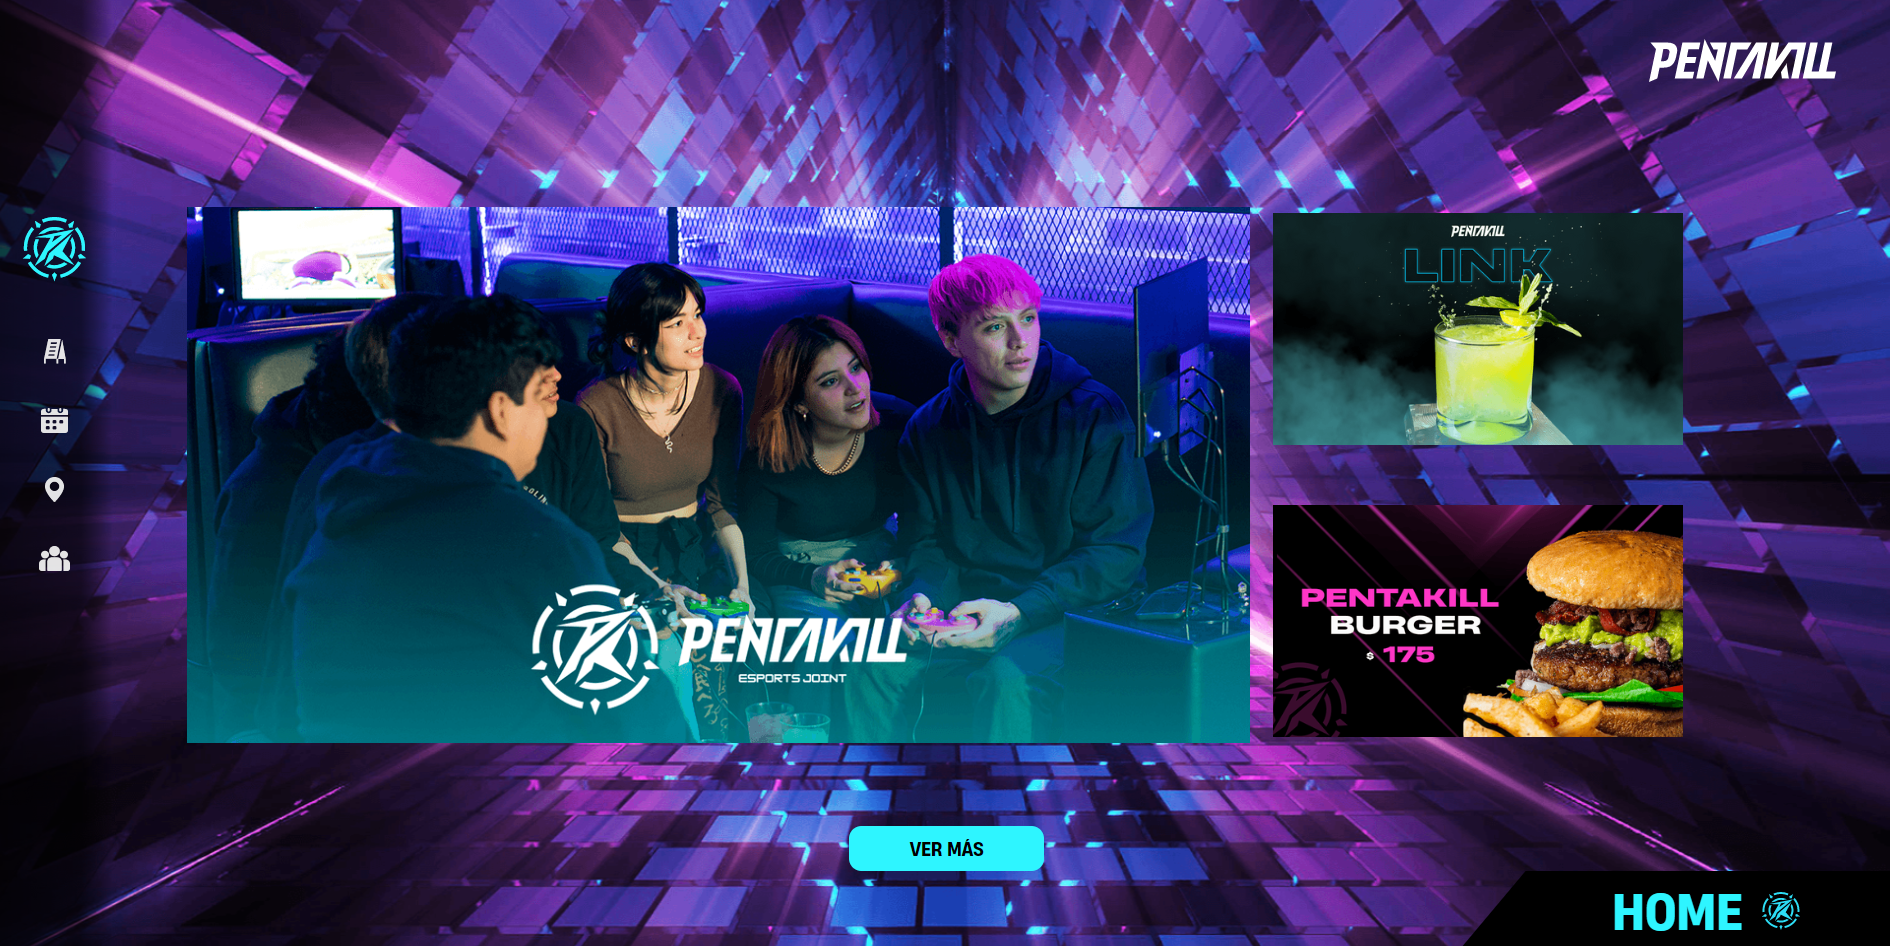 PENTAKILL
PENTAKILL
LINK
PENTAKILL
BURGER
$ 175
PENTAKILL
ESPORTS JOINT
VER MÁS
HOME